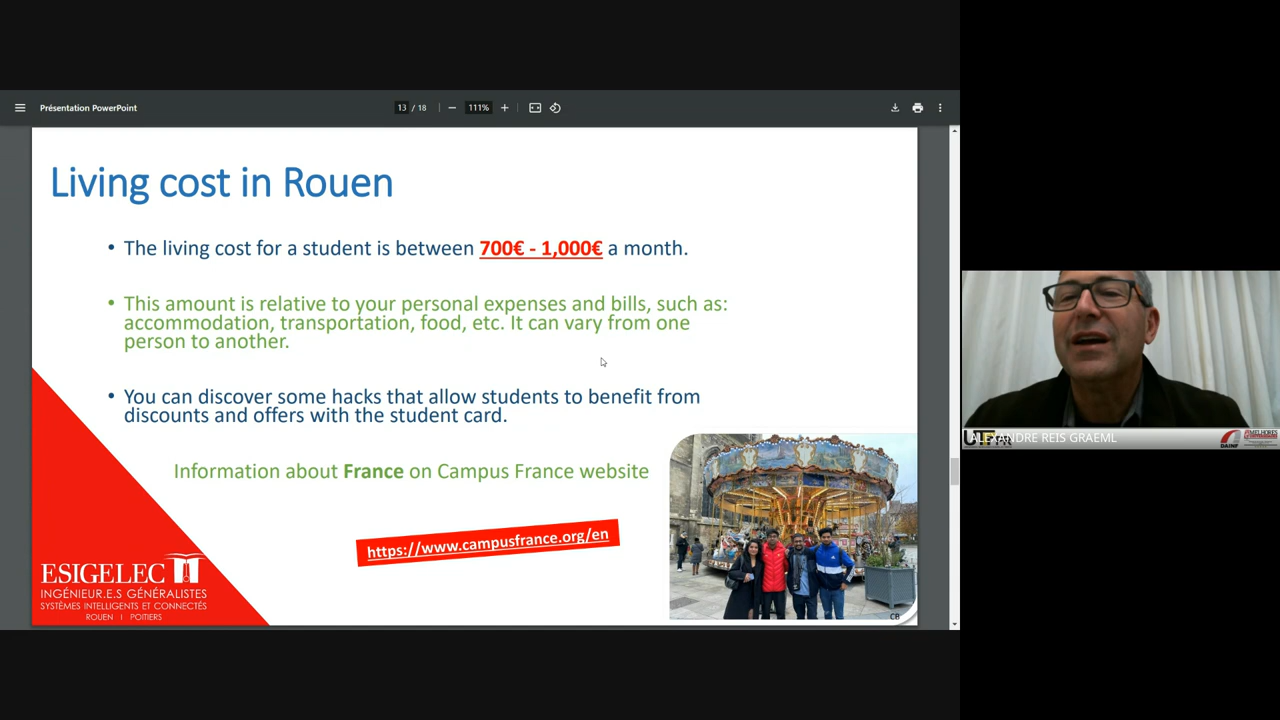 Présentation PowerPoint
13 / 18
111%
Living cost in Rouen
• The living cost for a student is between 700€ - 1,000€ a month.
• This amount is relative to your personal expenses and bills, such as:
accommodation, transportation, food, etc. It can vary from one
person to another.
• You can discover some hacks that allow students to benefit from
discounts and offers with the student card.
Information about France on Campus France website
https://www.campusfrance.org/en
ESIGELEC
INGÉNIEUR.E.S GÉNÉRALISTES
SYSTÈMES INTELLIGENTS ET CONNECTÉS
ROUEN | POITIERS
CB
ALEXANDRE REIS GRAEML
DAINF